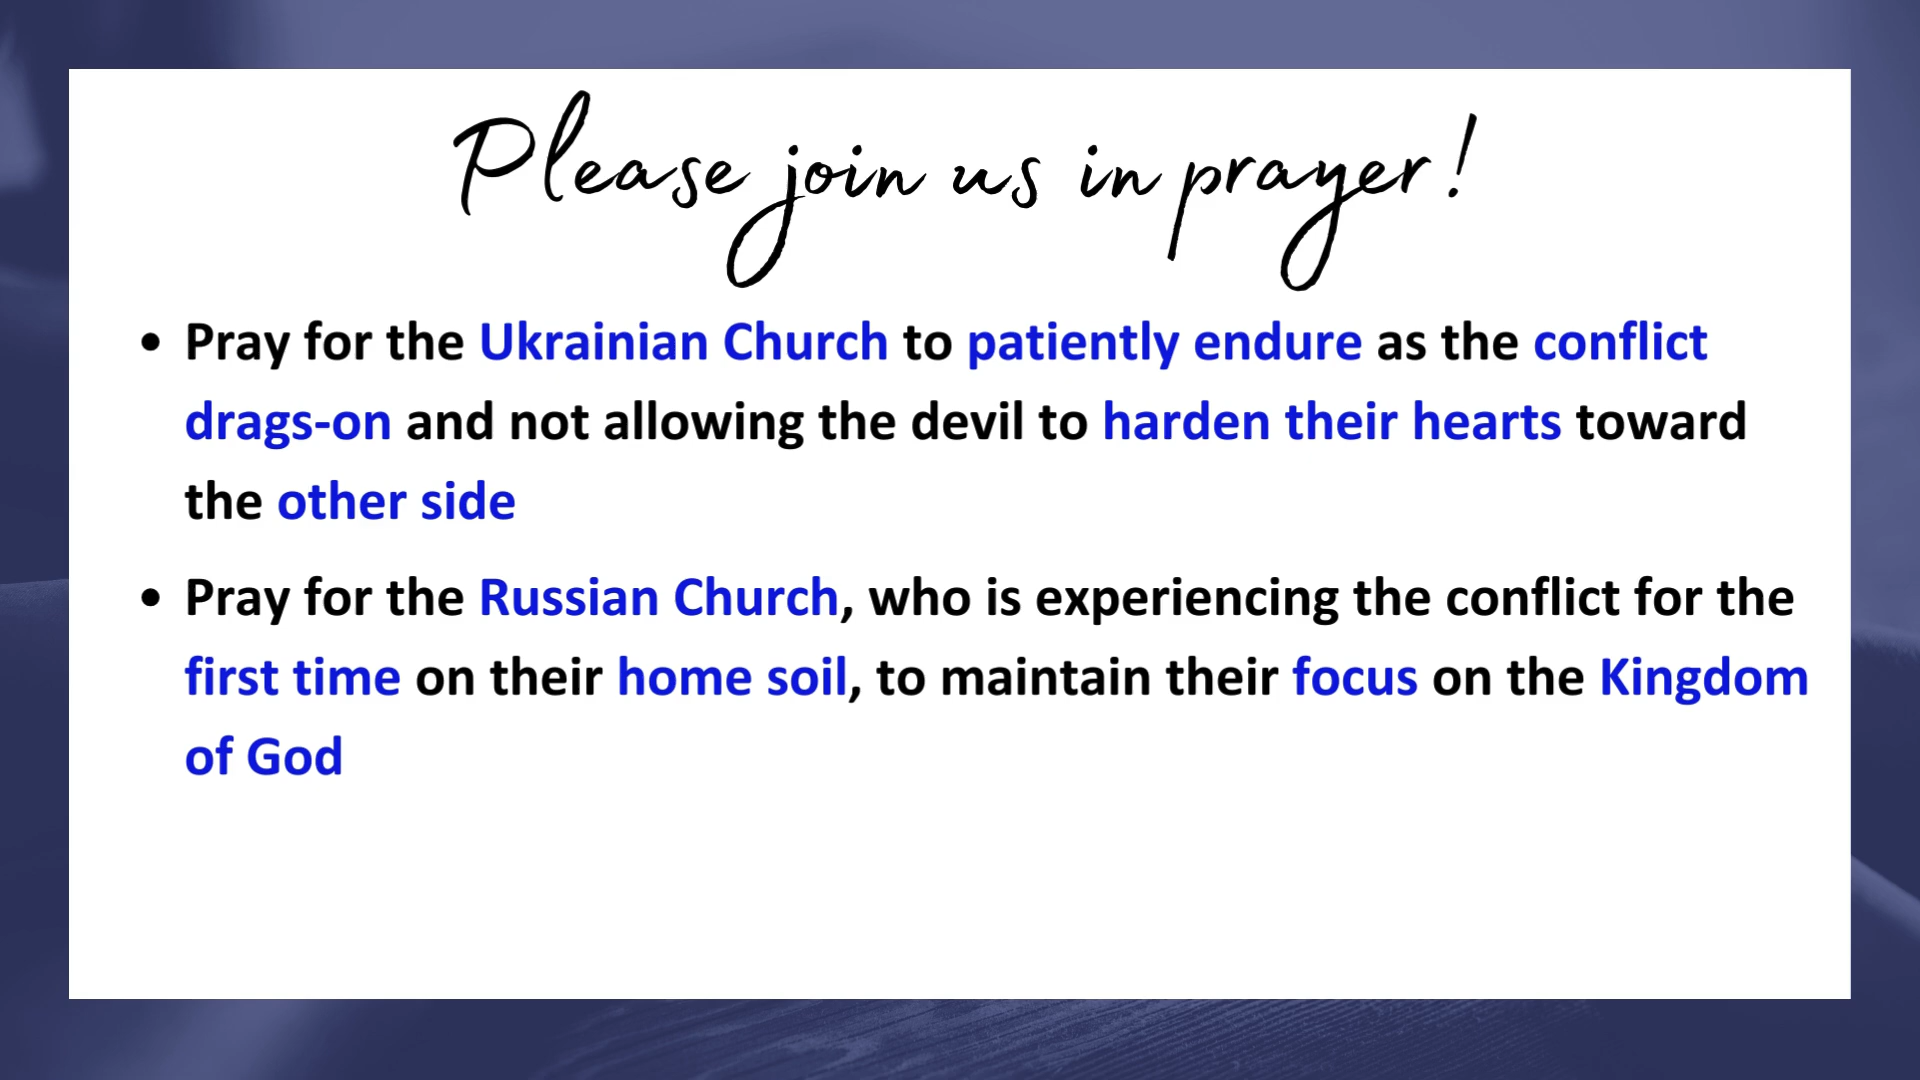 Please join us in prayer!
• Pray for the Ukrainian Church to patiently endure as the conflict
drags-on and not allowing the devil to harden their hearts toward
the other side
• Pray for the Russian Church, who is experiencing the conflict for the
first time on their home soil, to maintain their focus on the Kingdom
of God